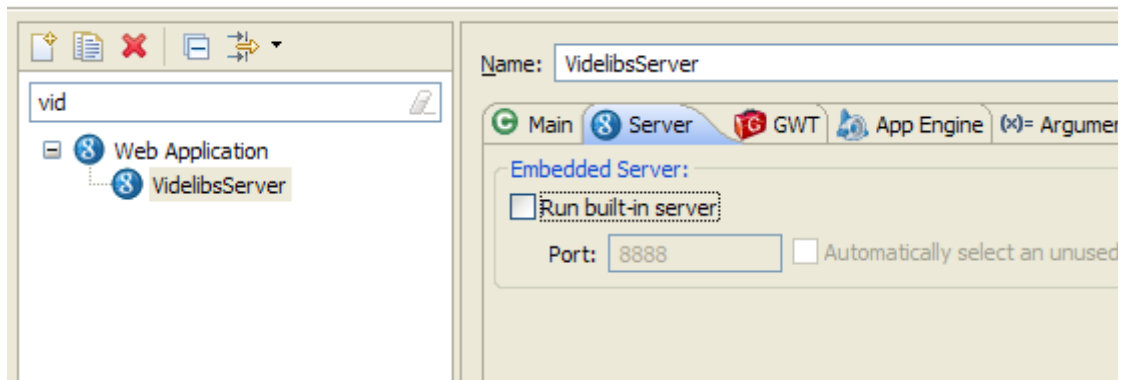 vid
Web Application
VidelibsServer
Name: VidelibsServer
Main Server GWT App Engine (x)= Argumer
Embedded Server:
Run built-in server
Port: 8888 Automatically select an unused